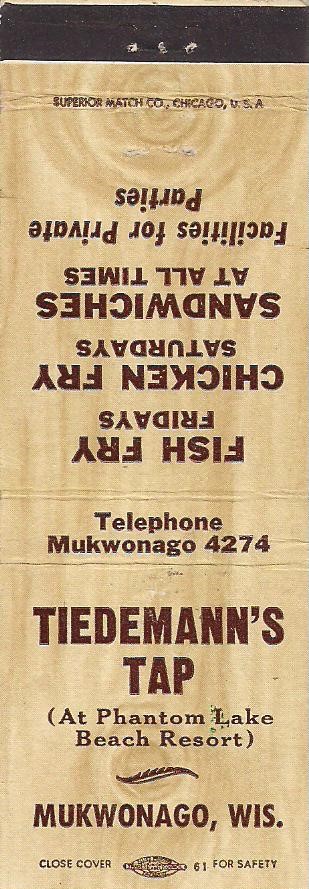 SUPERIOR MATCH CO., CHICAGO, U. S. A
FISH FRY
FRIDAYS
CHICKEN FRY
SATURDAYS
SANDWICHES
AT ALL TIMES
Facilities for Private
Parties
Telephone
Mukwonago 4274
TIEDEMANN'S
TAP
(At Phantom Lake
Beach Resort)
MUKWONAGO, WIS.
CLOSE COVER 61 FOR SAFETY